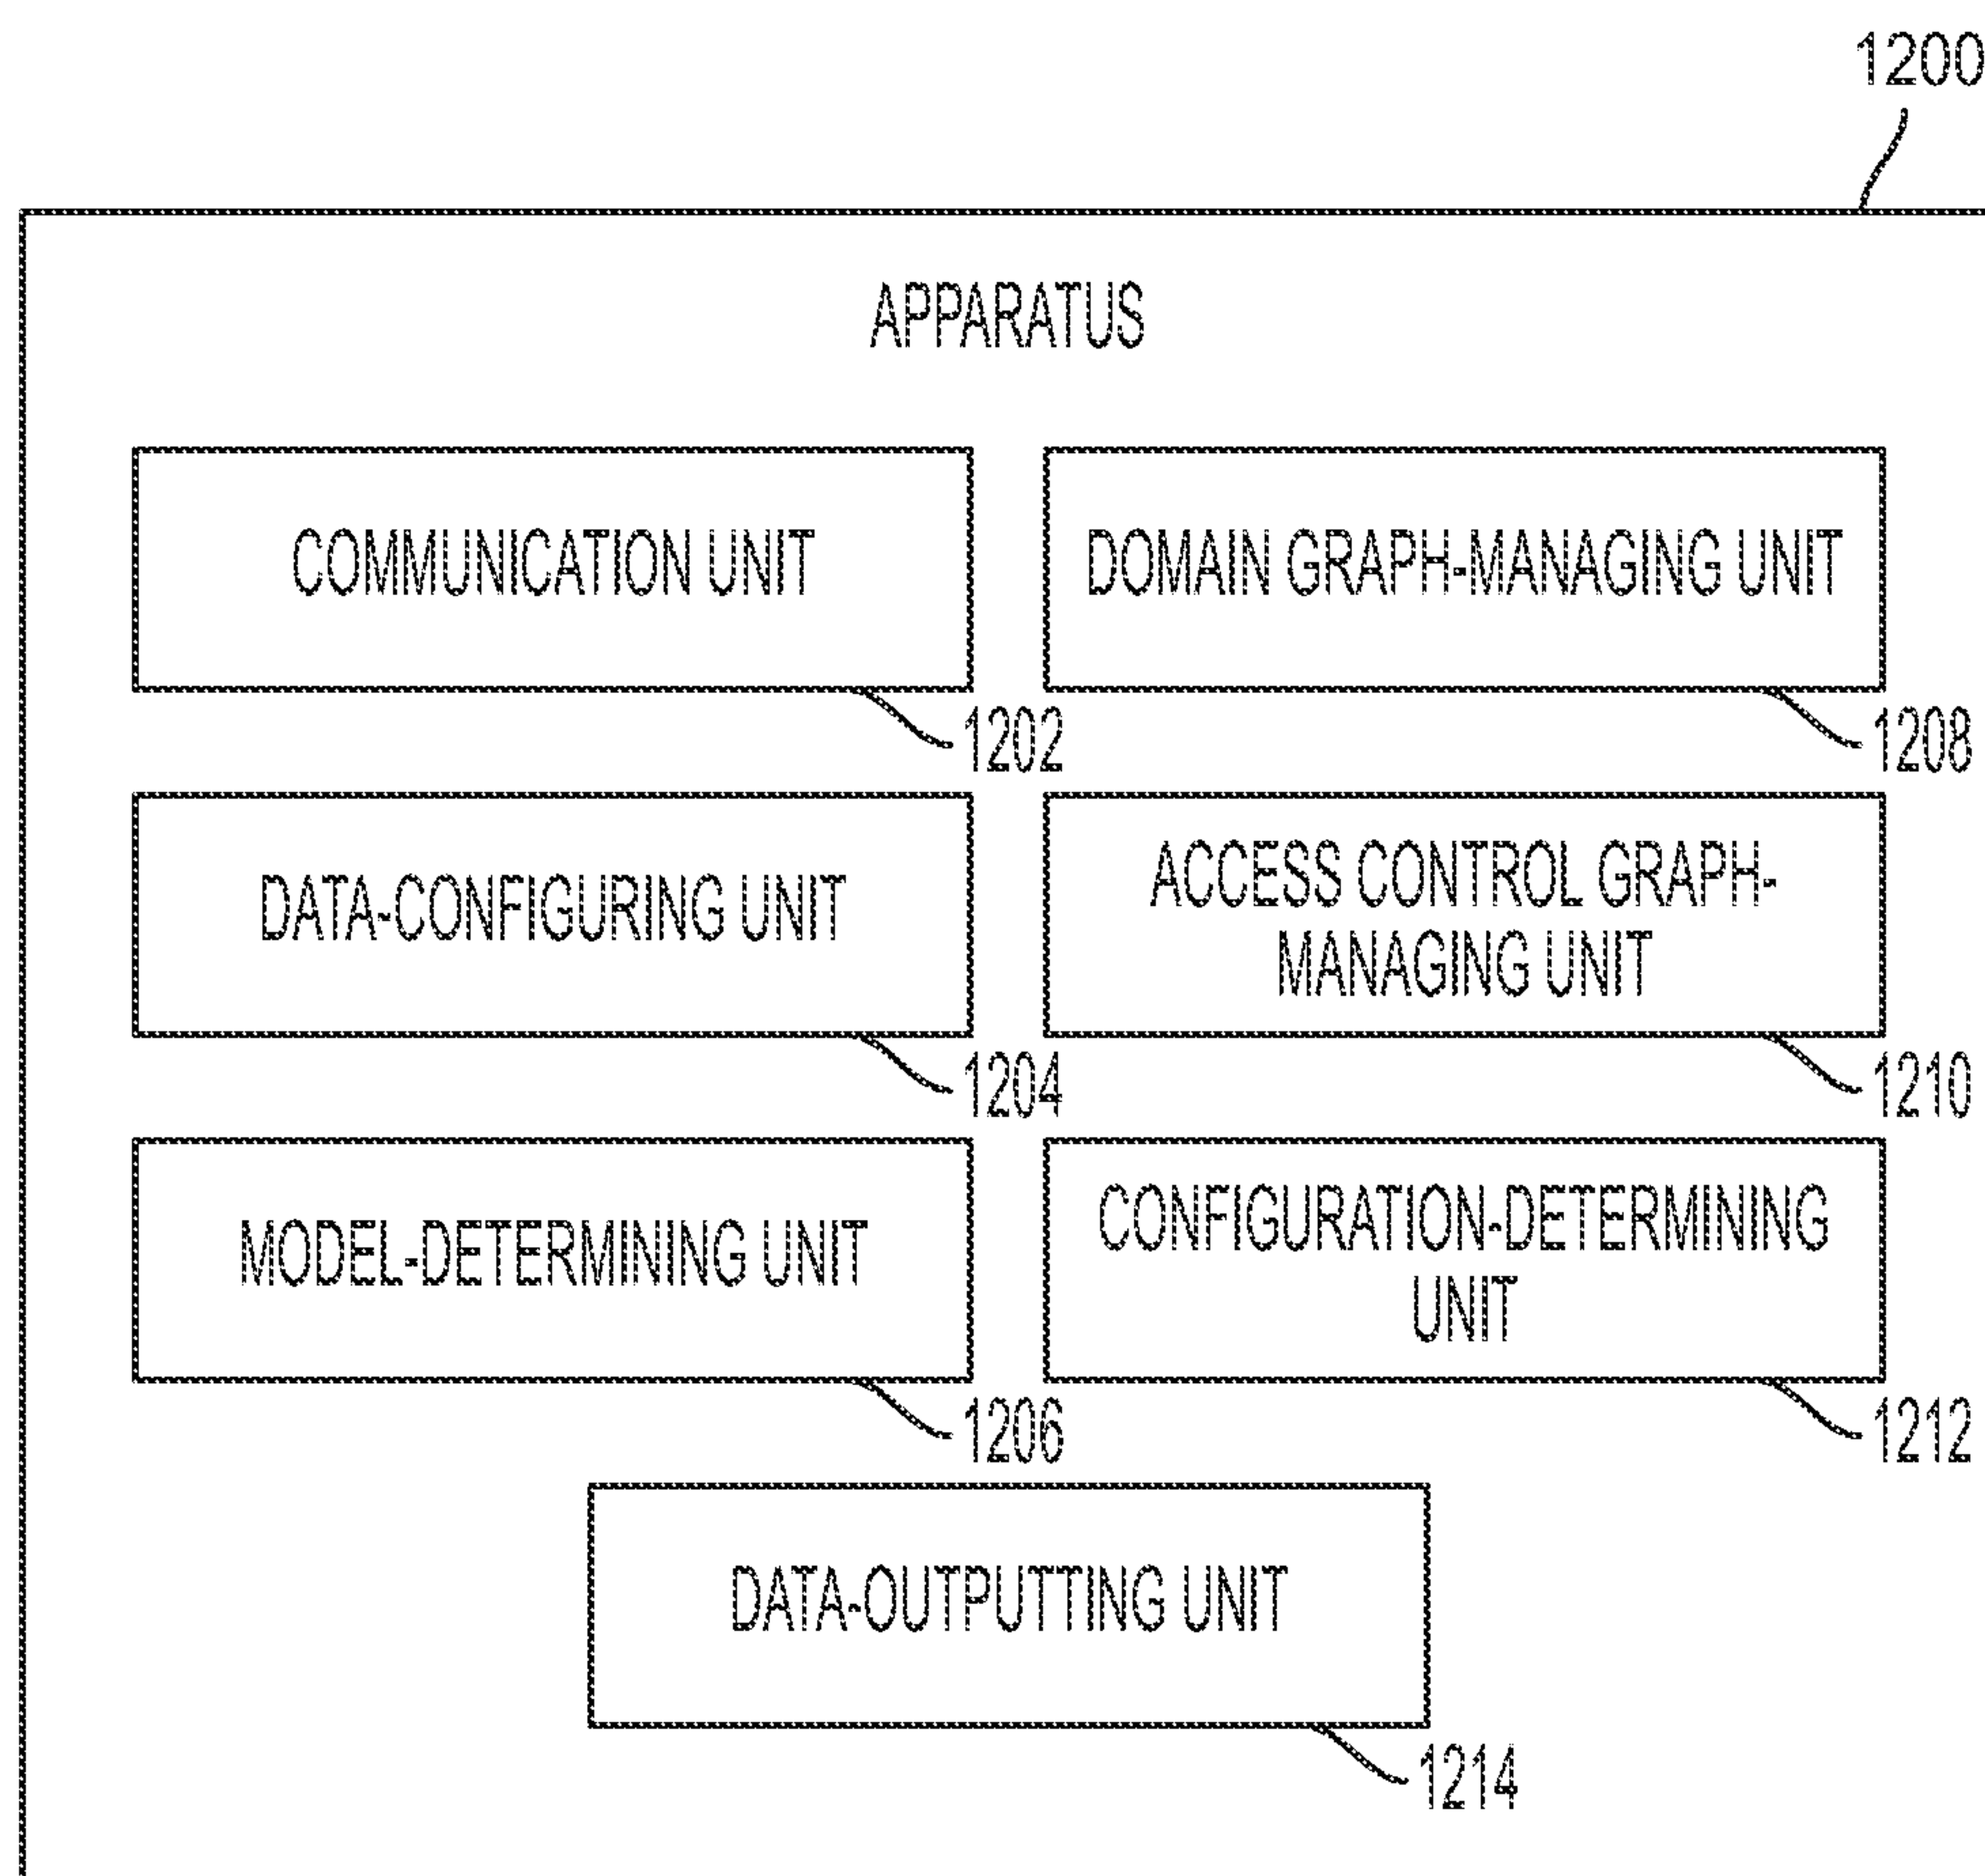 1200
APPARATUS
COMMUNICATION UNIT
1202
DOMAIN GRAPH-MANAGING UNIT
1208
DATA-CONFIGURING UNIT
1204
ACCESS CONTROL GRAPH-
MANAGING UNIT
1210
MODEL-DETERMINING UNIT
1206
CONFIGURATION-DETERMINING
UNIT
1212
DATA-OUTPUTTING UNIT
1214